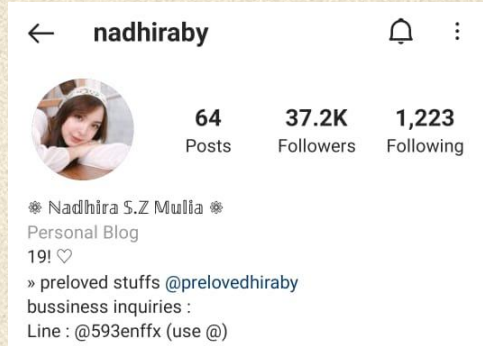 nadhiraby
64 37.2K 1,223
Posts Followers Following
❃ ℕ𝕒𝕕𝕙𝕚𝕣𝕒 𝕊.ℤ 𝕄𝕦𝕝𝕚𝕒 ❃
Personal Blog
19! ♡
» preloved stuffs @prelovedhiraby
bussiness inquiries :
Line : @593enffx (use @)